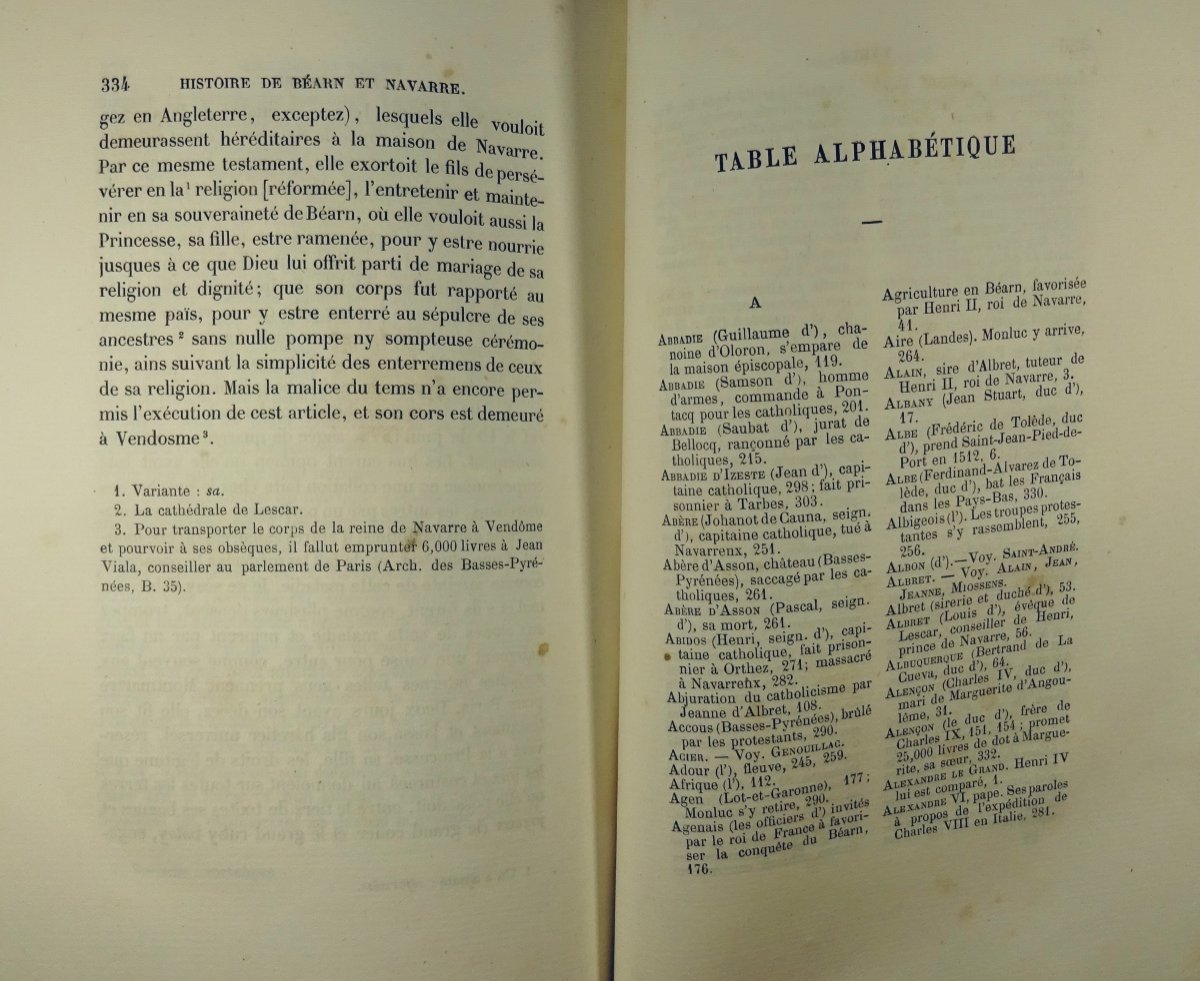 334 HISTOIRE DE BÉARN ET NAVARRE.
gez en Angleterre, exceptez), lesquels elle vouloit
demeurassent héréditaires à la maison de Navarre.
Par ce mesme testament, elle exortoit le fils de persé-
vérer en la¹ religion [réformée], l'entretenir et mainte-
nir en sa souveraineté de Béarn, où elle vouloit aussi la
Princesse, sa fille, estre ramenée, pour y estre nourrie
jusques à ce que Dieu lui offrit parti de mariage de sa
religion et dignité; que son corps fut rapporté au
mesme païs, pour y estre enterré au sépulcre de ses
ancestres² sans nulle pompe ny sompteuse cérémo-
nie, ains suivant la simplicité des enterremens de ceux
de sa religion. Mais la malice du tems n'a encore per-
mis l'exécution de cest article, et son cors est demeuré
à Vendosme³.
1. Variante : sa.
2. La cathédrale de Lescar.
3. Pour transporter le corps de la reine de Navarre à Vendôme
et pourvoir à ses obsèques, il fallut emprunter 6,000 livres à Jean
Viala, conseiller au parlement de Paris (Arch. des Basses-Pyré-
nées, B. 35).
TABLE ALPHABÉTIQUE
A
ABBADIE (Guillaume d'), cha-
noine d'Oloron, s'empare de
la maison épiscopale, 119.
ABBADIE (Samson d'), homme
d'armes, commande à Pon-
tacq pour les catholiques, 201.
ABBADIE (Saubat d'), jurat de
Bellocq, rançonné par les ca-
tholiques, 215.
ABBADIE D'IZESTE (Jean d'), capi-
taine catholique, 298; fait pri-
sonnier à Tarbes, 303.
ABÈRE (Johanot de Cauna, seign.
d'), capitaine catholique, tué à
Navarrenx, 251.
Abère d'Asson, château (Basses-
Pyrénées), saccagé par les ca-
tholiques, 261.
ABÈRE D'ASSON (Pascal, seign.
d'), sa mort, 261.
ABIDOS (Henri, seign. d'), capi-
taine catholique, fait prison-
nier à Orthez, 271; massacré
à Navarrenx, 282.
Abjuration du catholicisme par
Jeanne d'Albret, 108.
Accous (Basses-Pyrénées), brûlé
par les protestants, 290.
ACIER. — Voy. GENOUILLAC.
Adour (l'), fleuve, 245, 259.
Afrique (l'), 112.
Agen (Lot-et-Garonne), 177;
Monluc s'y retire, 290.
Agenais (les officiers d') invités
par le roi de France à favori-
ser la conquête du Béarn,
176.
Agriculture en Béarn, favorisée
par Henri II, roi de Navarre,
41.
Aire (Landes). Monluc y arrive,
264.
ALAIN, sire d'Albret, tuteur de
Henri II, roi de Navarre, 3.
ALBANY (Jean Stuart, duc d'),
17.
ALBE (Frédéric de Tolède, duc
d'), prend Saint-Jean-Pied-de-
Port en 1512, 6.
ALBE (Ferdinand-Alvarez de To-
lède, duc d'), bat les Français
dans les Pays-Bas, 330.
Albigeois (l'). Les troupes protes-
tantes s'y rassemblent, 255,
256.
ALBON (d').—Voy. SAINT-ANDRÉ.
ALBRET. — Voy. ALAIN, JEAN,
JEANNE, MIOSSENS.
Albret (sirerie et duché d'), 53.
ALBRET (Louis d'), évêque de
Lescar, conseiller de Henri,
prince de Navarre, 56.
ALBUQUERQUE (Bertrand de La
Cueva, duc d'), 64.
ALENÇON (Charles IV, duc d'),
mari de Marguerite d'Angou-
lême, 31.
ALENÇON (le duc d'), frère de
Charles IX, 151, 154; promet
25,000 livres de dot à Margue-
rite, sa sœur, 332.
ALEXANDRE LE GRAND. Henri IV
lui est comparé, 1.
ALEXANDRE VI, pape. Ses paroles
à propos de l'expédition de
Charles VIII en Italie, 281.